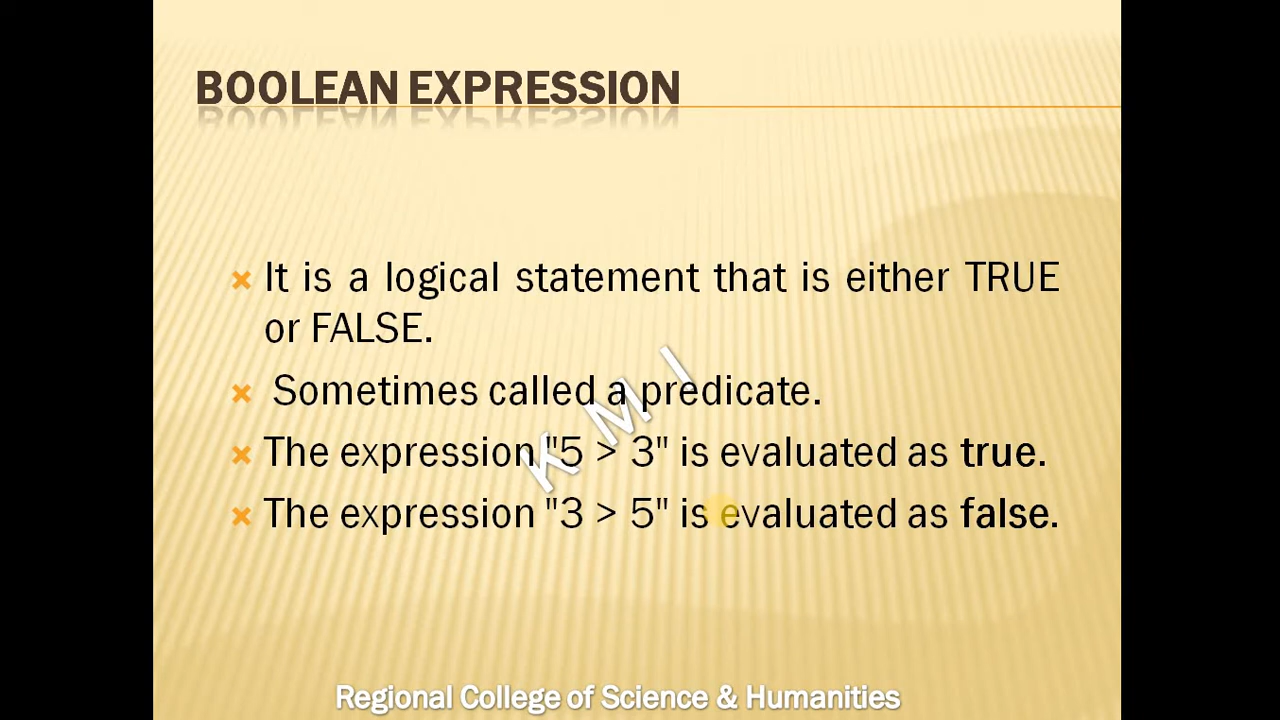 BOOLEAN EXPRESSION
It is a logical statement that is either TRUE
or FALSE.
Sometimes called a predicate.
The expression "5 > 3" is evaluated as true.
The expression "3 > 5" is evaluated as false.
K M I
Regional College of Science & Humanities